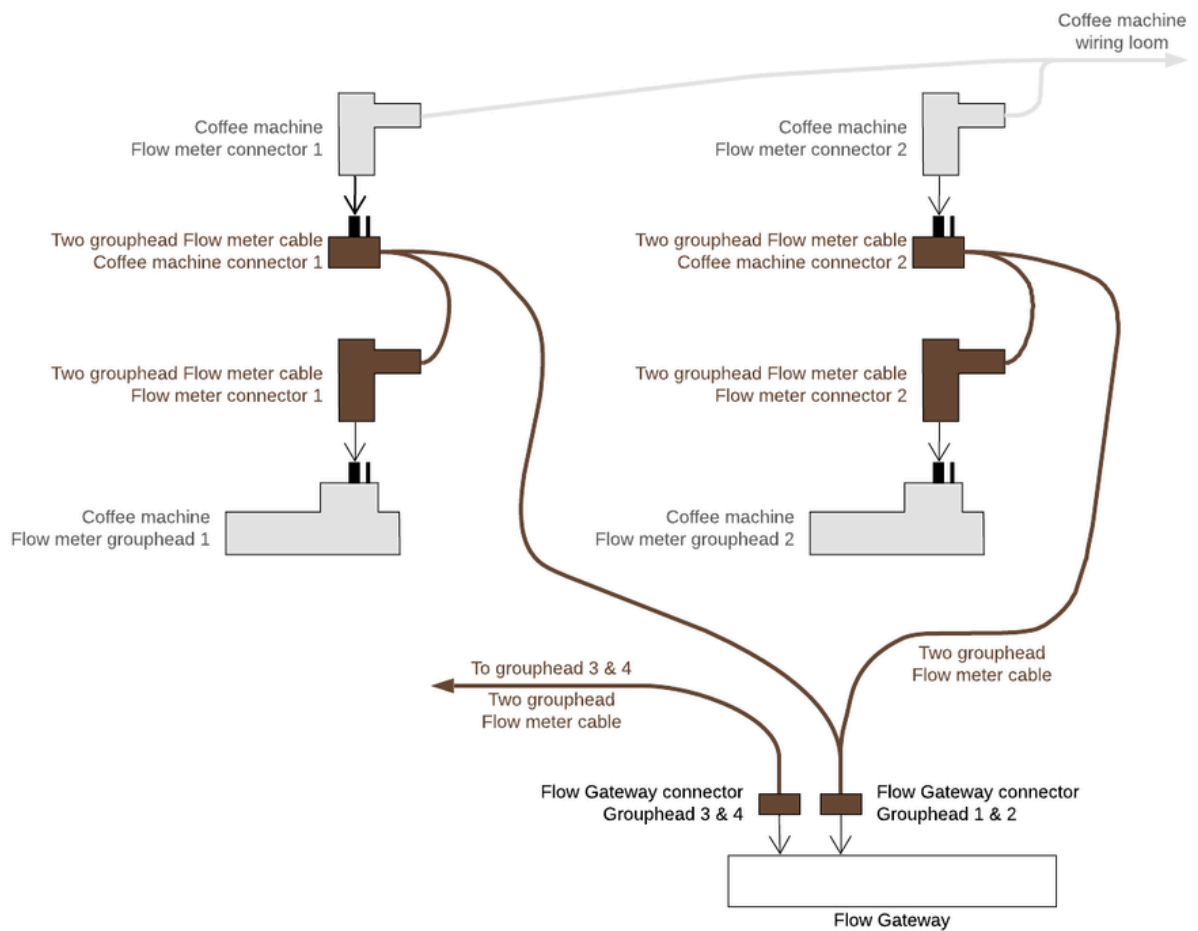 Coffee machine
wiring loom
Coffee machine
Flow meter connector 1
Coffee machine
Flow meter connector 2
Two grouphead Flow meter cable
Coffee machine connector 1
Two grouphead Flow meter cable
Coffee machine connector 2
Two grouphead Flow meter cable
Flow meter connector 1
Two grouphead Flow meter cable
Flow meter connector 2
Coffee machine
Flow meter grouphead 1
Coffee machine
Flow meter grouphead 2
To grouphead 3 & 4
Two grouphead
Flow meter cable
Two grouphead
Flow meter cable
Flow Gateway connector
Grouphead 3 & 4
Flow Gateway connector
Grouphead 1 & 2
Flow Gateway